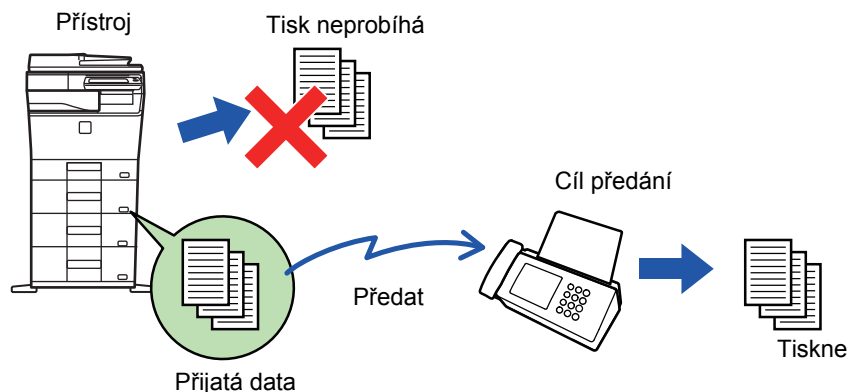 Přístroj
Tisk neprobíhá
Cíl předání
Předat
Tiskne
Přijatá data